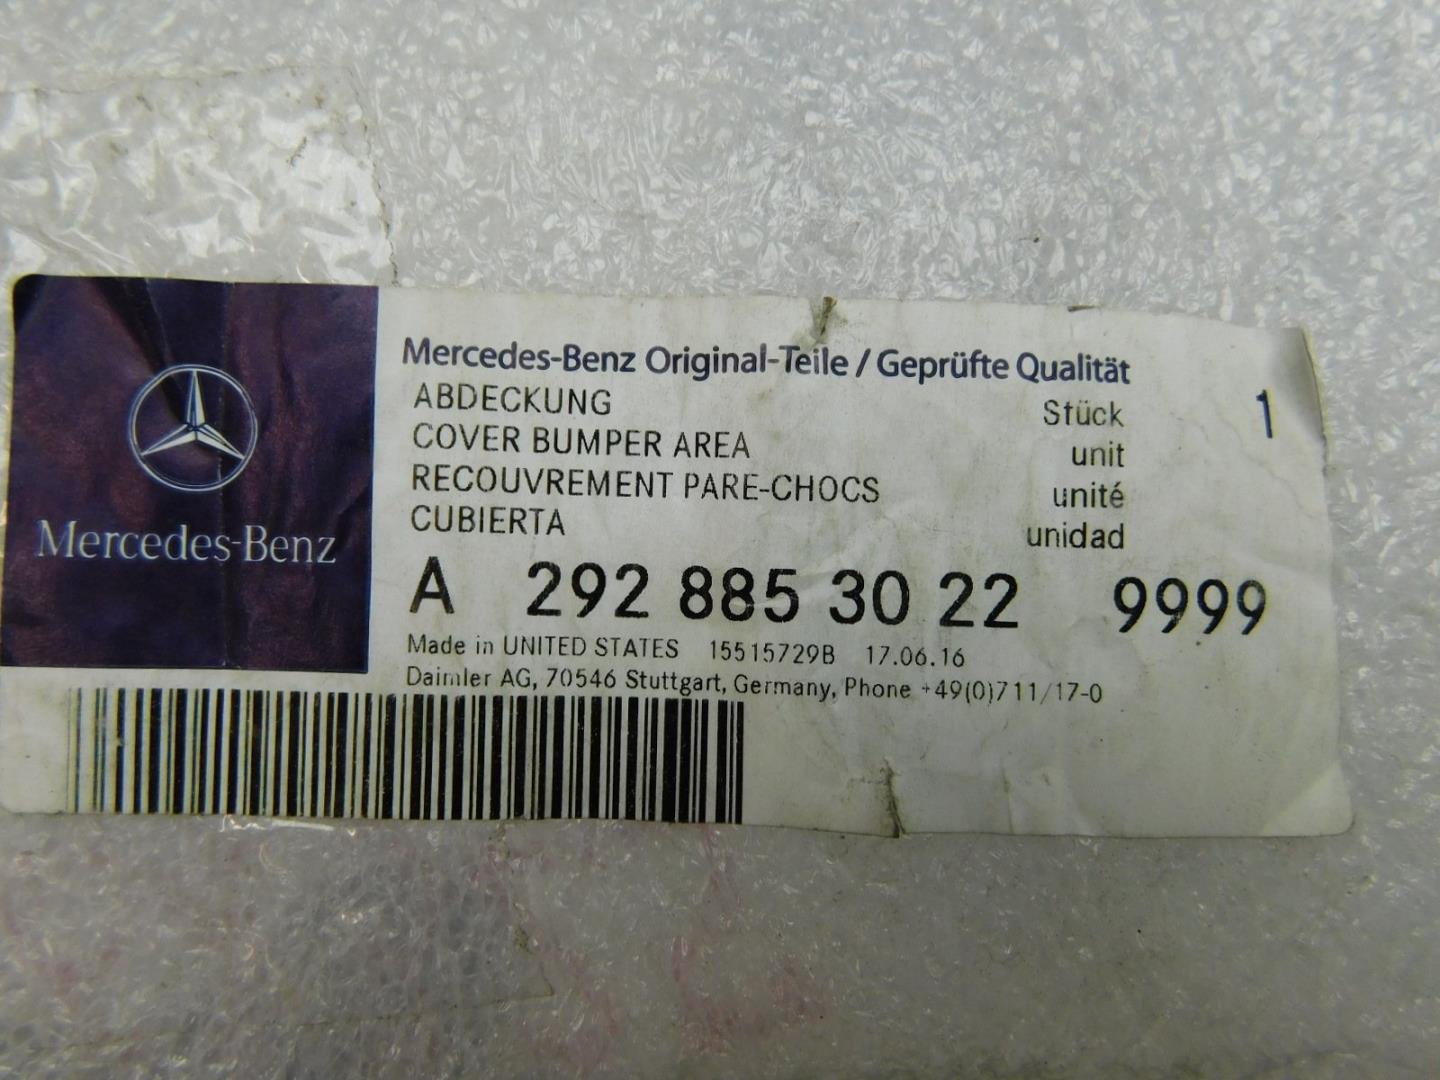 Mercedes-Benz
Mercedes-Benz Original-Teile / Geprüfte Qualität
ABDECKUNG Stück 1
COVER BUMPER AREA unit
RECOUVREMENT PARE-CHOCS unité
CUBIERTA unidad
A 292 885 30 22 9999
Made in UNITED STATES 15515729B 17.06.16
Daimler AG, 70546 Stuttgart, Germany, Phone +49(0)711/17-0